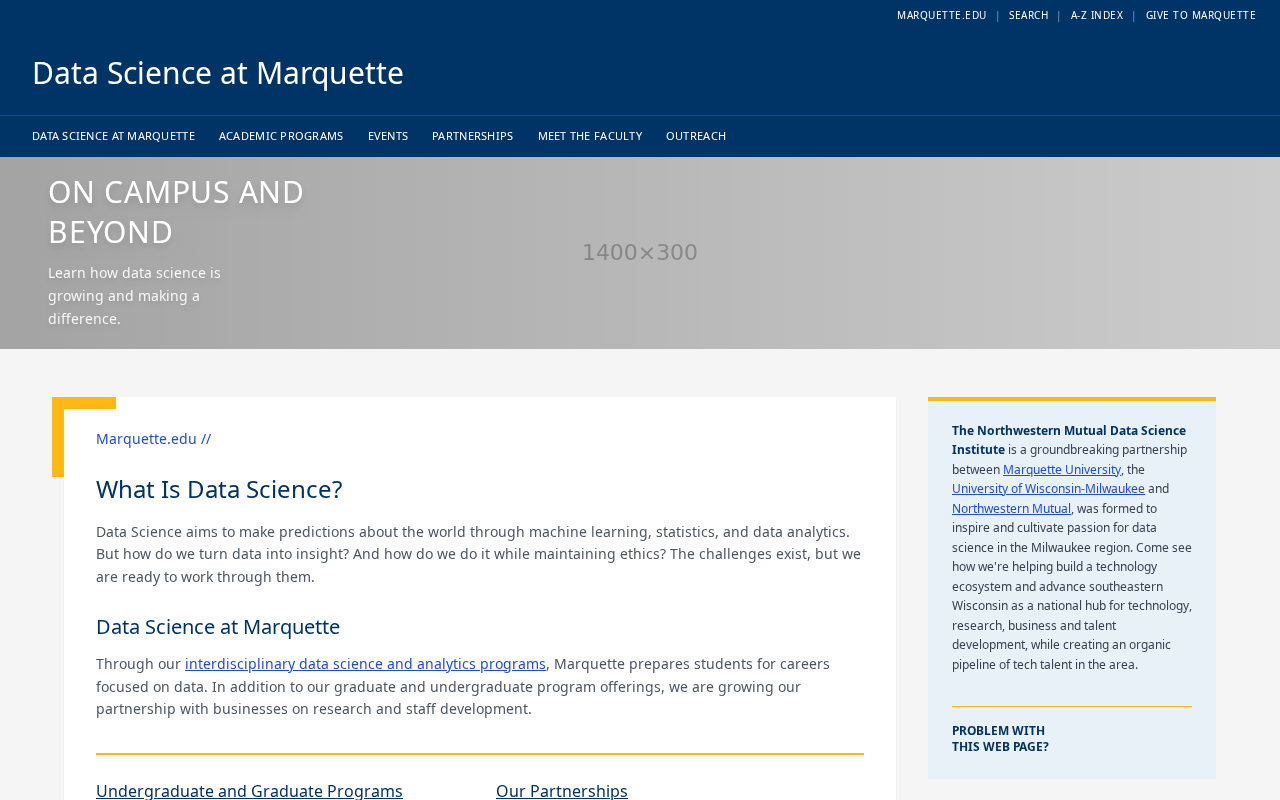 MARQUETTE.EDU | SEARCH | A-Z INDEX | GIVE TO MARQUETTE
Data Science at Marquette
DATA SCIENCE AT MARQUETTE ACADEMIC PROGRAMS EVENTS PARTNERSHIPS MEET THE FACULTY OUTREACH
ON CAMPUS AND
BEYOND
Learn how data science is
growing and making a
difference.
1400×300
Marquette.edu //
What Is Data Science?
Data Science aims to make predictions about the world through machine learning, statistics, and data analytics.
But how do we turn data into insight? And how do we do it while maintaining ethics? The challenges exist, but we
are ready to work through them.
Data Science at Marquette
Through our interdisciplinary data science and analytics programs, Marquette prepares students for careers
focused on data. In addition to our graduate and undergraduate program offerings, we are growing our
partnership with businesses on research and staff development.
Undergraduate and Graduate Programs
Our Partnerships
The Northwestern Mutual Data Science
Institute is a groundbreaking partnership
between Marquette University, the
University of Wisconsin-Milwaukee and
Northwestern Mutual, was formed to
inspire and cultivate passion for data
science in the Milwaukee region. Come see
how we're helping build a technology
ecosystem and advance southeastern
Wisconsin as a national hub for technology,
research, business and talent
development, while creating an organic
pipeline of tech talent in the area.
PROBLEM WITH
THIS WEB PAGE?